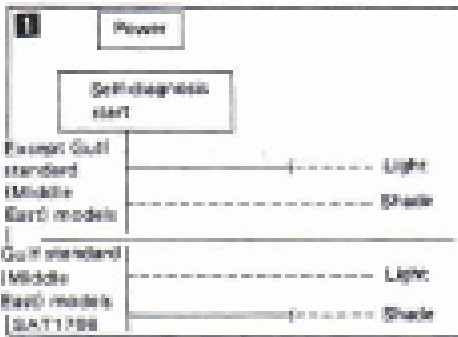 1
Power
Self-diagnosis
start
Except Gulf
standard
(Middle
East) models
Light
Shade
Gulf standard
(Middle
East) models
Light
Shade